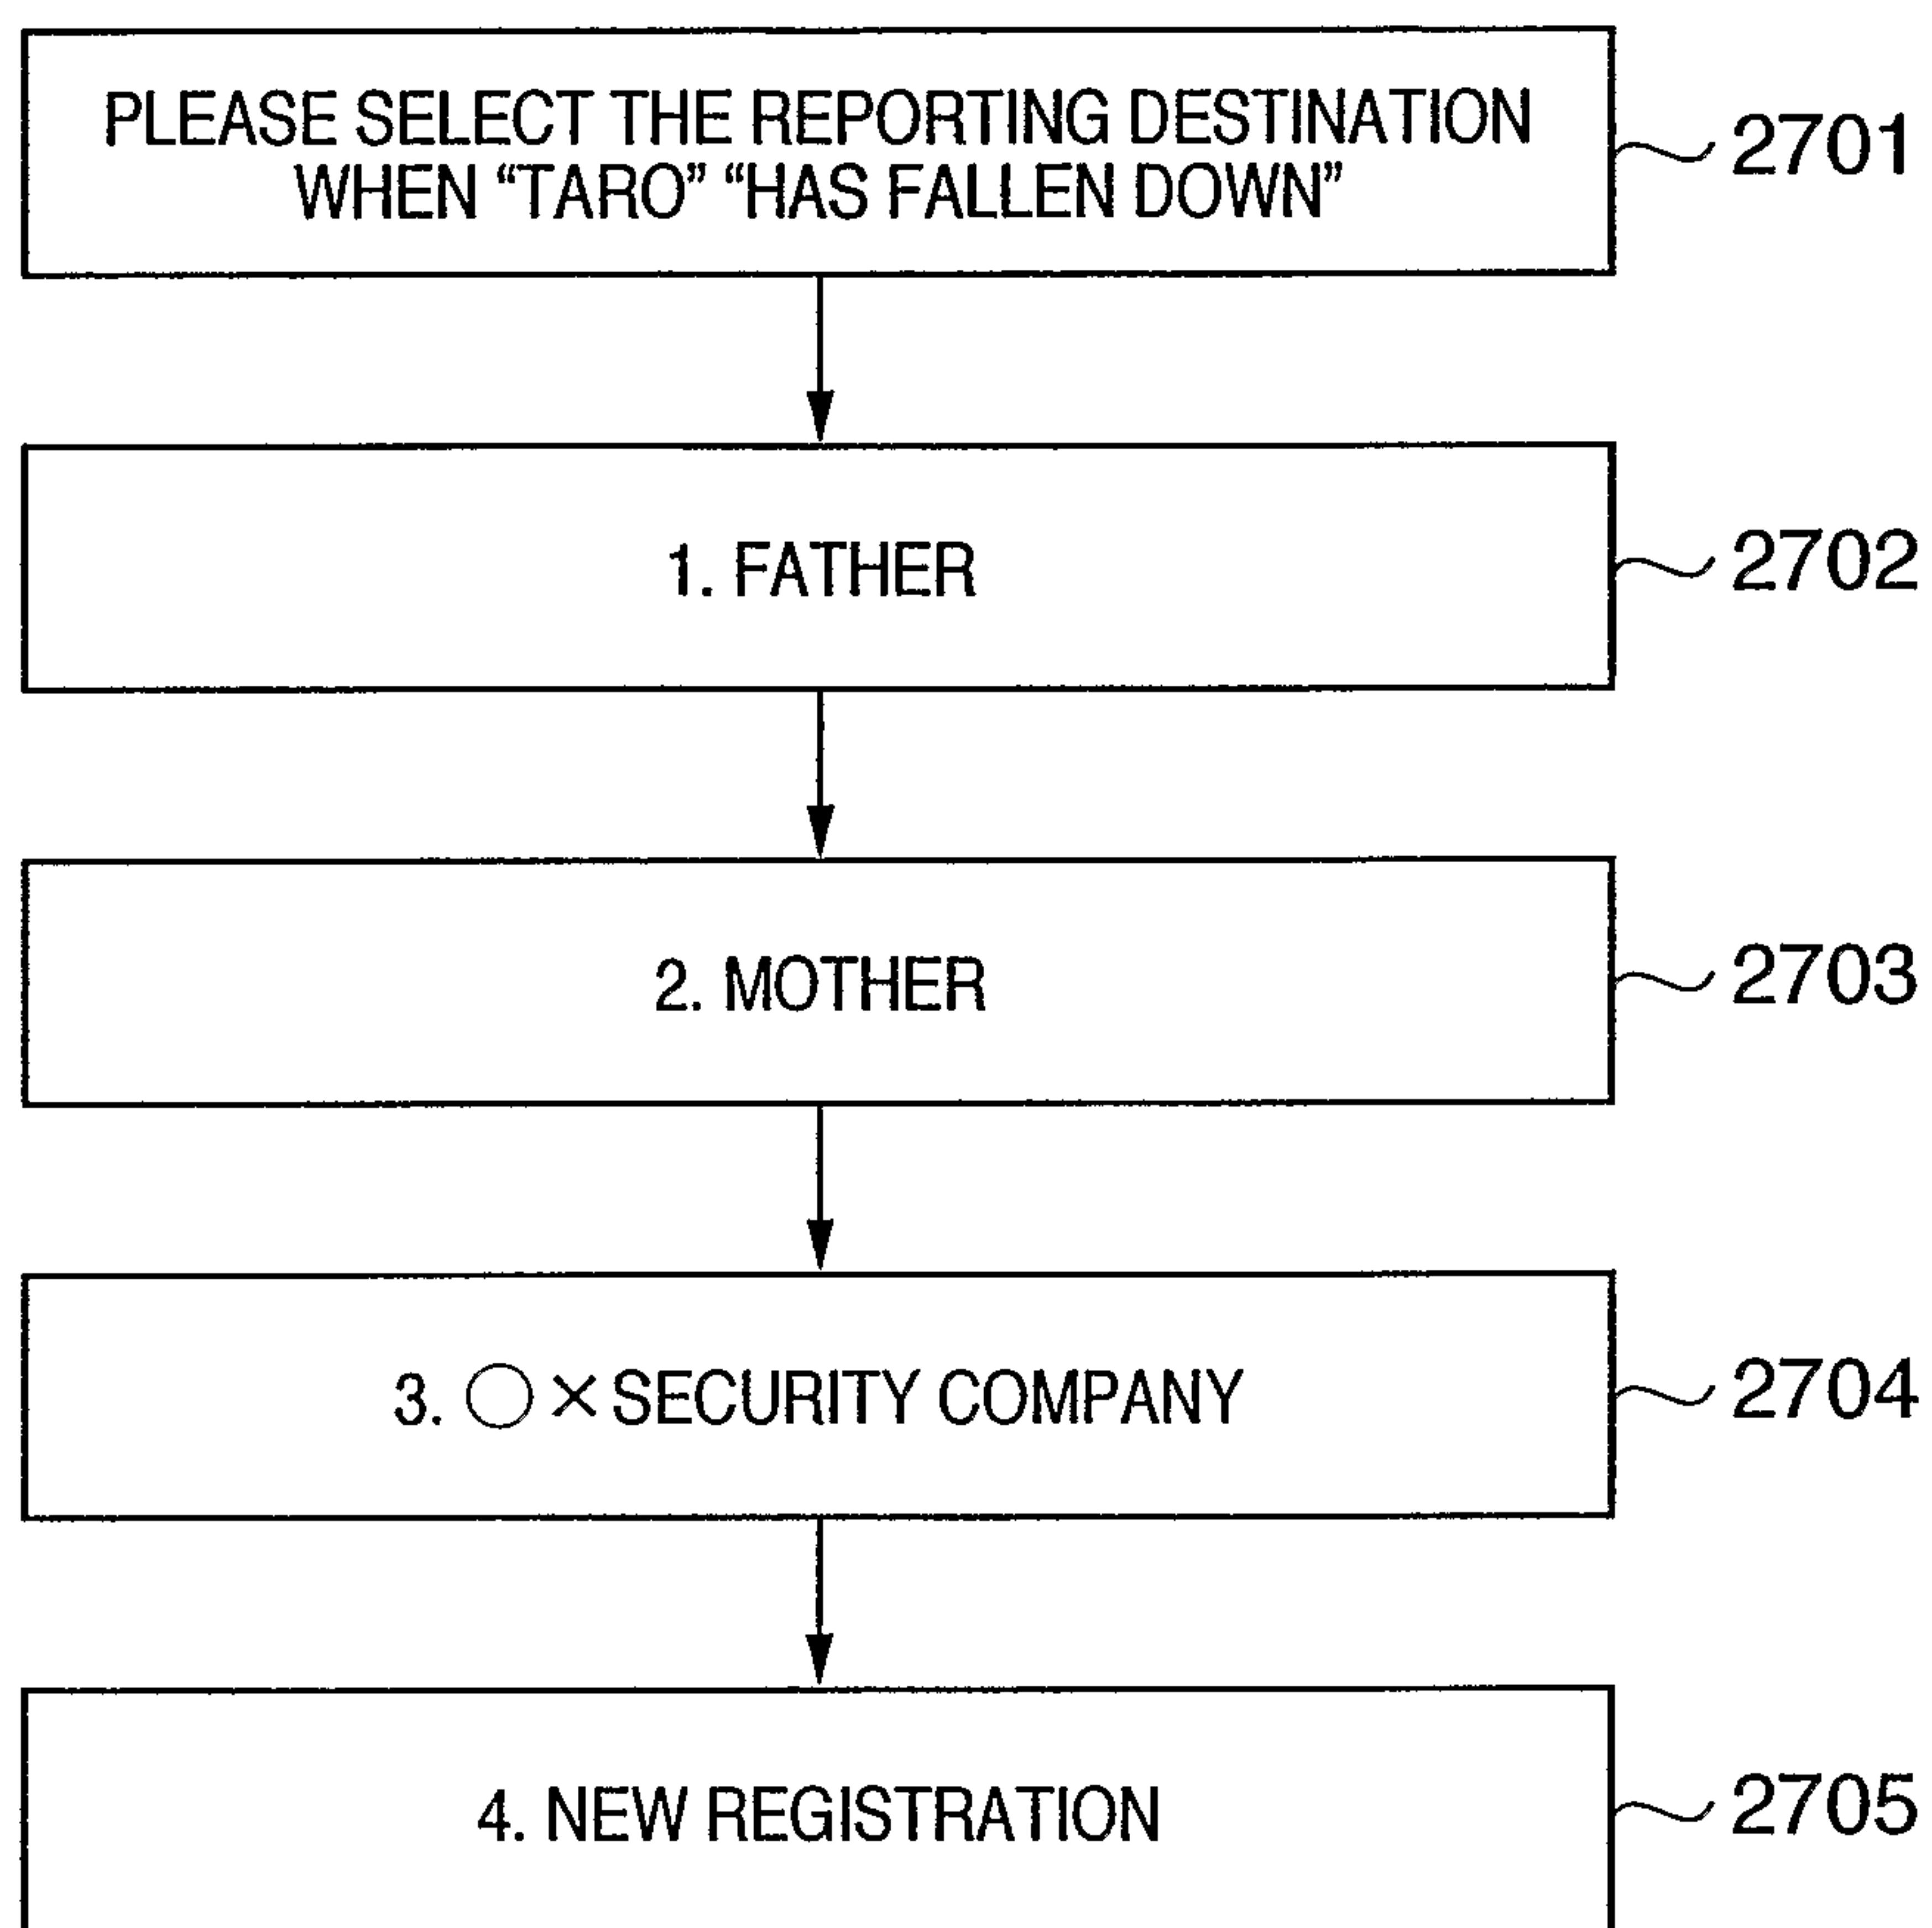 PLEASE SELECT THE REPORTING DESTINATION
WHEN “TARO” “HAS FALLEN DOWN”
2701
1. FATHER
2702
2. MOTHER
2703
3. ○×SECURITY COMPANY
2704
4. NEW REGISTRATION
2705